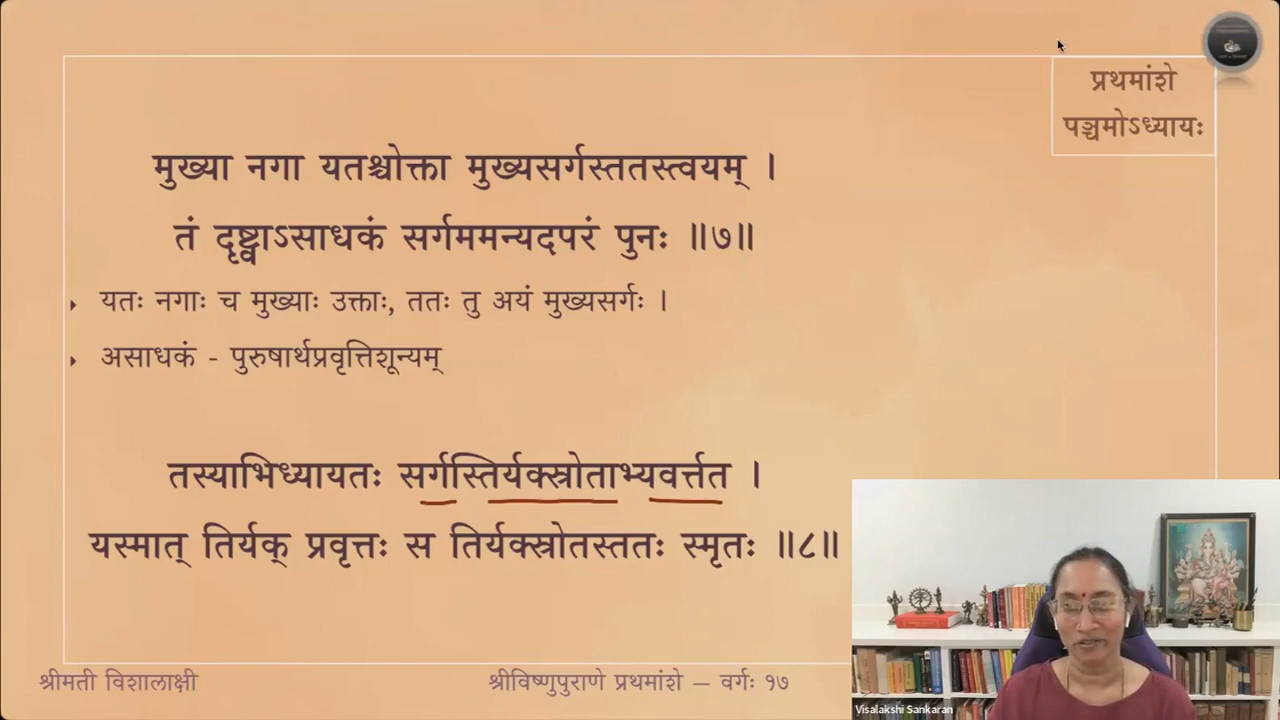 प्रथमांशे
पञ्चमोऽध्यायः
मुख्या नगा यतश्चोक्ता मुख्यसर्गस्ततस्त्वयम् ।
तं दृष्ट्वाऽसाधकं सर्गममन्यदपरं पुनः ॥७॥
यतः नगाः च मुख्याः उक्ताः, ततः तु अयं मुख्यसर्गः ।
असाधकं - पुरुषार्थप्रवृत्तिशून्यम्
तस्याभिध्यायतः सर्गस्तिर्यक्स्रोताभ्यवर्त्तत ।
यस्मात् तिर्यक् प्रवृत्तः स तिर्यक्स्रोतस्ततः स्मृतः ॥८॥
श्रीमती विशालाक्षी
श्रीविष्णुपुराणे प्रथमांशे – वर्गः १७
Visalakshi Sankaran